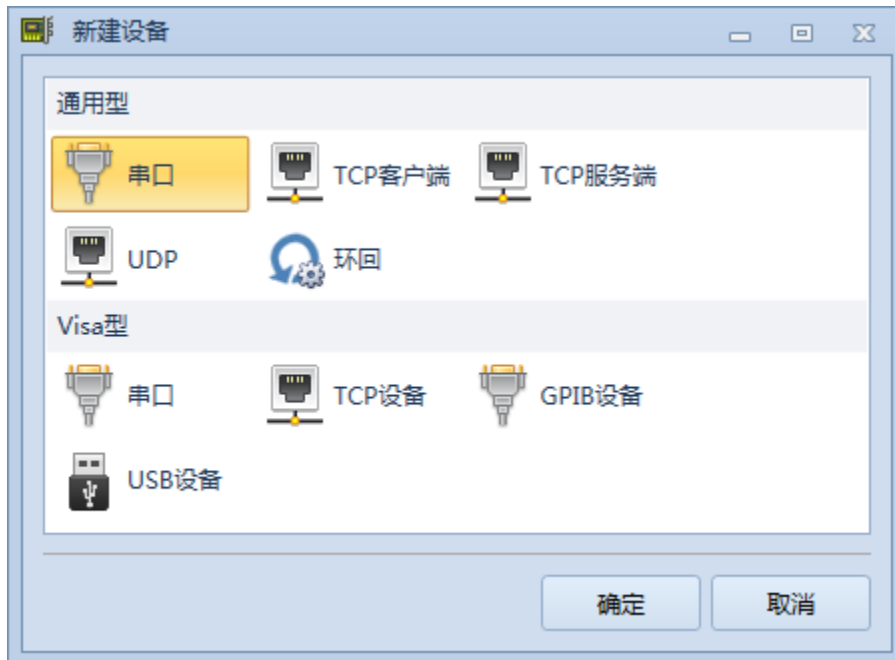 新建设备
通用型
串口 TCP客户端 TCP服务端
UDP 环回
Visa型
串口 TCP设备 GPIB设备
USB设备
确定 取消